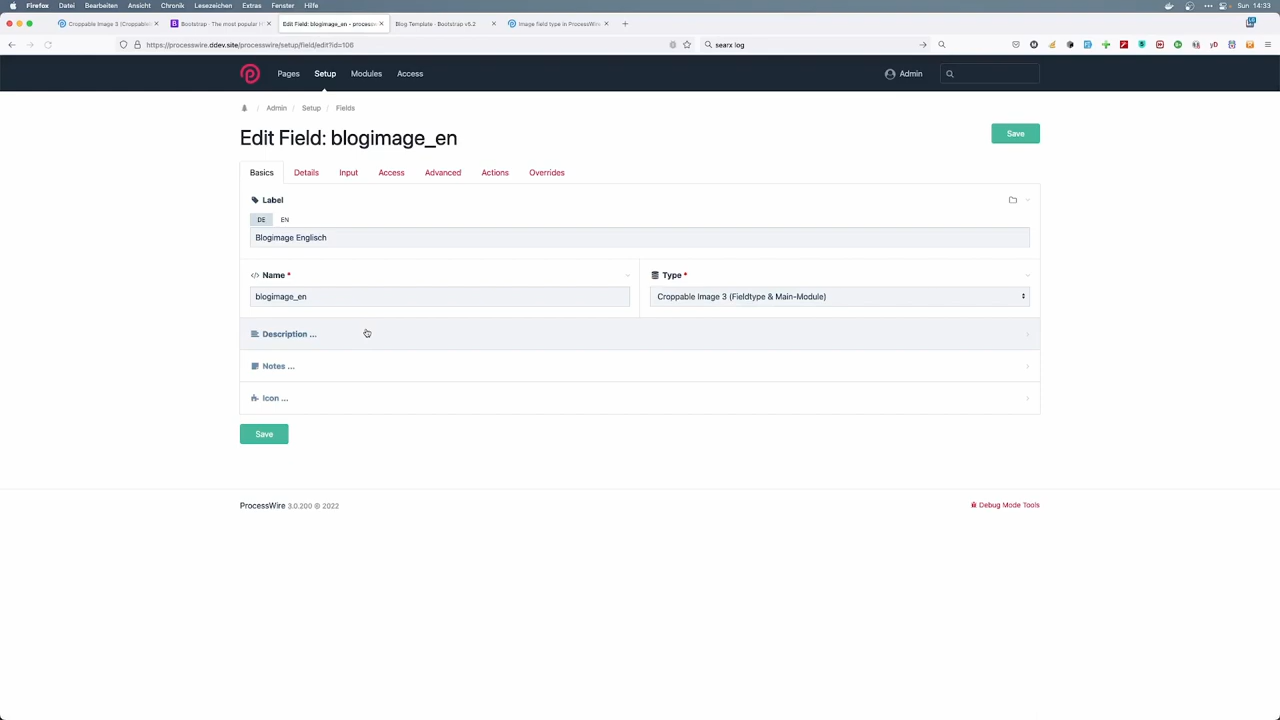 Firefox Datei Bearbeiten Ansicht Chronik Lesezeichen Extras Fenster Hilfe Sun 14:33
Croppable Image 3 (Croppable Bootstrap · The most popular H Edit Field: blogimage_en • process Blog Template · Bootstrap v5.2 Image field type in ProcessWire
https://processwire.ddev.site/processwire/setup/field/edit?id=106 searx log
Pages Setup Modules Access Admin
Admin / Setup / Fields
Edit Field: blogimage_en Save
Basics Details Input Access Advanced Actions Overrides
Label
DE EN
Blogimage Englisch
Name * Type *
blogimage_en Croppable Image 3 (Fieldtype & Main-Module)
Description ...
Notes ...
Icon ...
Save
ProcessWire 3.0.200 © 2022 Debug Mode Tools